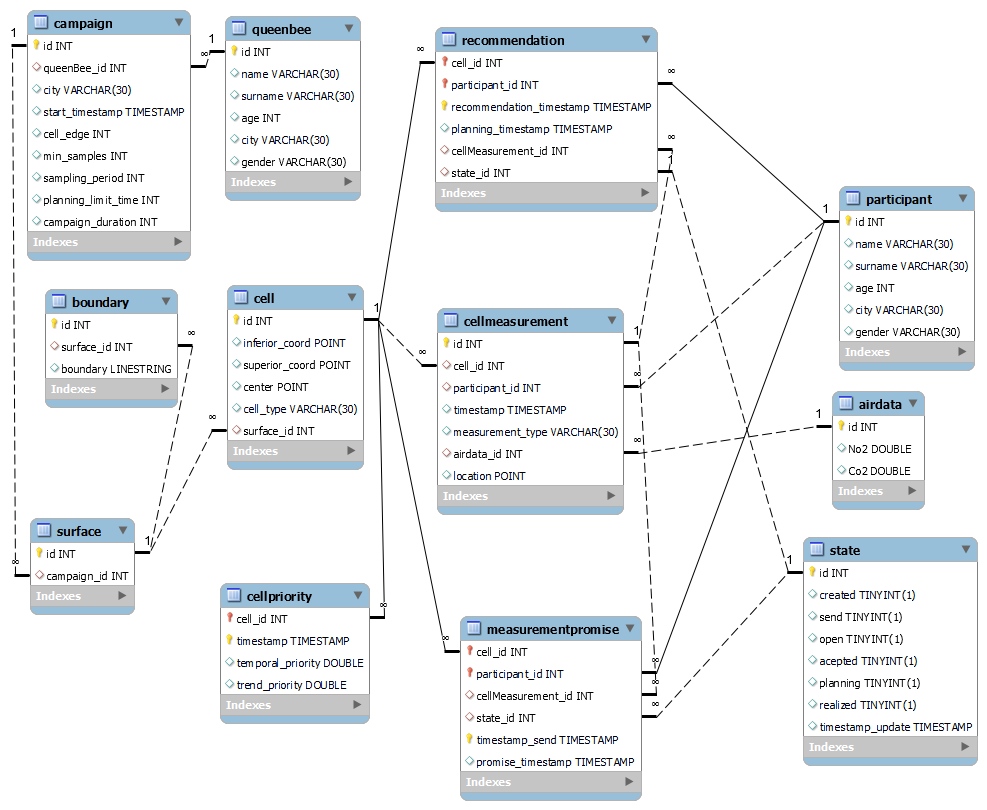 campaign
id INT
queenBee_id INT
city VARCHAR(30)
start_timestamp TIMESTAMP
cell_edge INT
min_samples INT
sampling_period INT
planning_limit_time INT
campaign_duration INT
Indexes
queenbee
id INT
name VARCHAR(30)
surname VARCHAR(30)
age INT
city VARCHAR(30)
gender VARCHAR(30)
Indexes
recommendation
cell_id INT
participant_id INT
recommendation_timestamp TIMESTAMP
planning_timestamp TIMESTAMP
cellMeasurement_id INT
state_id INT
Indexes
participant
id INT
name VARCHAR(30)
surname VARCHAR(30)
age INT
city VARCHAR(30)
gender VARCHAR(30)
Indexes
boundary
id INT
surface_id INT
boundary LINESTRING
Indexes
cell
id INT
inferior_coord POINT
superior_coord POINT
center POINT
cell_type VARCHAR(30)
surface_id INT
Indexes
cellmeasurement
id INT
cell_id INT
participant_id INT
timestamp TIMESTAMP
measurement_type VARCHAR(30)
airdata_id INT
location POINT
Indexes
airdata
id INT
No2 DOUBLE
Co2 DOUBLE
Indexes
surface
id INT
campaign_id INT
Indexes
cellpriority
cell_id INT
timestamp TIMESTAMP
temporal_priority DOUBLE
trend_priority DOUBLE
Indexes
measurementpromise
cell_id INT
participant_id INT
cellMeasurement_id INT
state_id INT
timestamp_send TIMESTAMP
promise_timestamp TIMESTAMP
Indexes
state
id INT
created TINYINT(1)
send TINYINT(1)
open TINYINT(1)
acepted TINYINT(1)
planning TINYINT(1)
realized TINYINT(1)
timestamp_update TIMESTAMP
Indexes
1
∞
1
∞
∞
∞
∞
1
1
∞
1
∞
1
∞
∞
1
∞
1
∞
1
∞
∞
∞
∞
∞
1